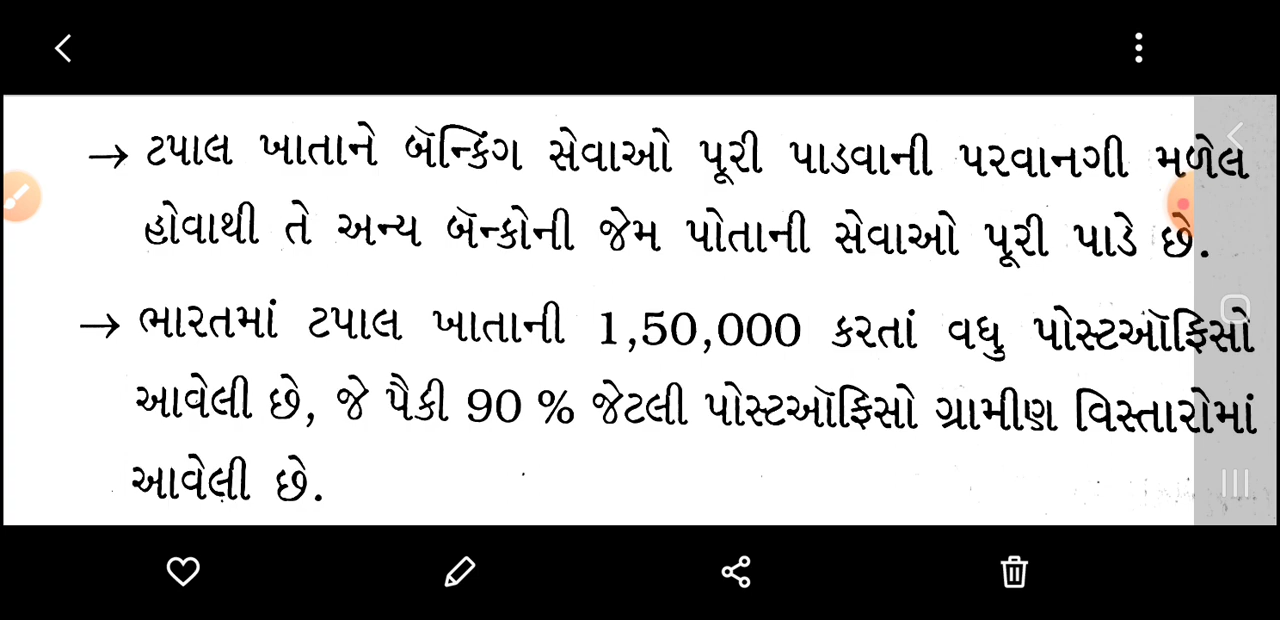 → ટપાલ ખાતાને બૅન્કિંગ સેવાઓ પૂરી પાડવાની પરવાનગી મળેલ
હોવાથી તે અન્ય બૅન્કોની જેમ પોતાની સેવાઓ પૂરી પાડે છે.
→ ભારતમાં ટપાલ ખાતાની 1,50,000 કરતાં વધુ પોસ્ટઑફિસો
આવેલી છે, જે પૈકી 90 % જેટલી પોસ્ટઑફિસો ગ્રામીણ વિસ્તારોમાં
આવેલી છે.